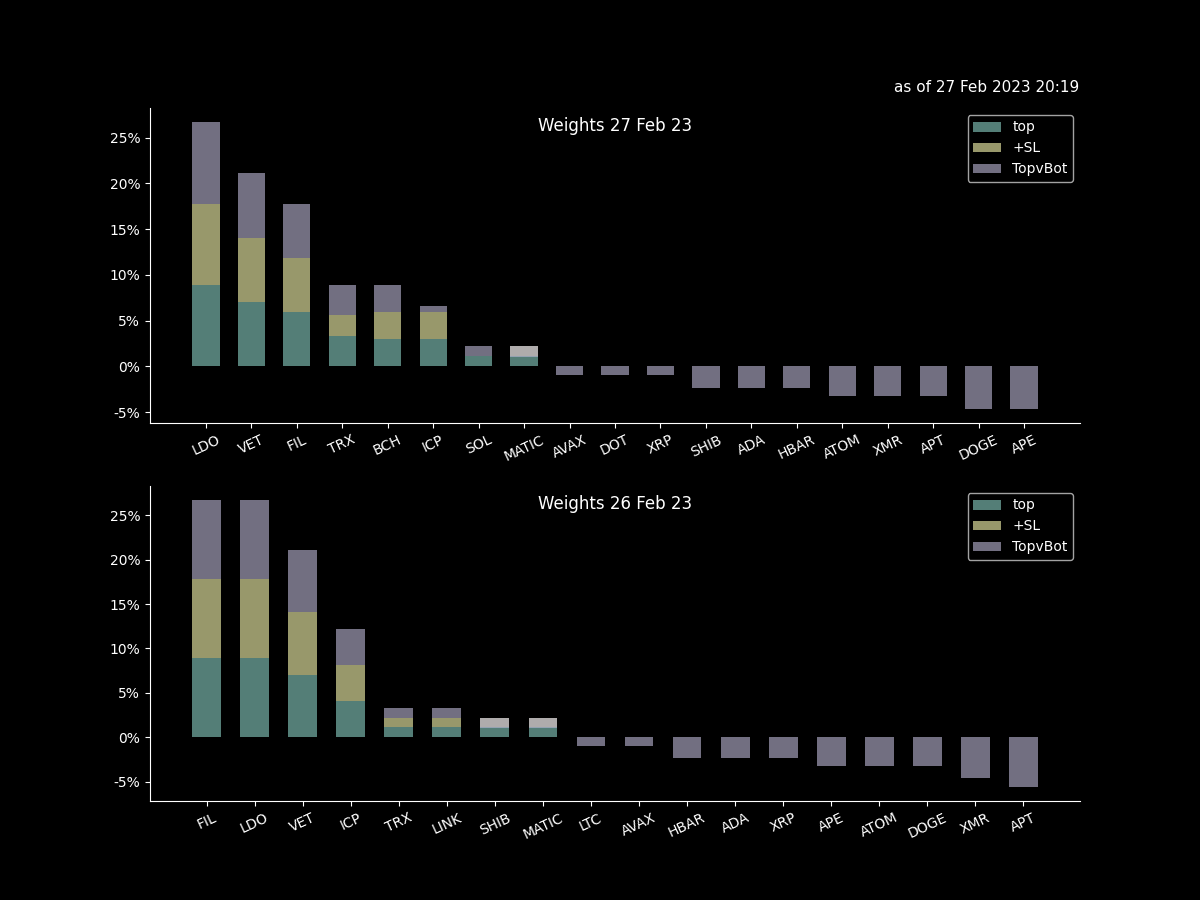 as of 27 Feb 2023 20:19
Weights 27 Feb 23
top
+SL
TopvBot
25%
20%
15%
10%
5%
0%
-5%
LDO VET FIL TRX BCH ICP SOL MATIC AVAX DOT XRP SHIB ADA HBAR ATOM XMR APT DOGE APE
Weights 26 Feb 23
top
+SL
TopvBot
25%
20%
15%
10%
5%
0%
-5%
FIL LDO VET ICP TRX LINK SHIB MATIC LTC AVAX HBAR ADA XRP APE ATOM DOGE XMR APT